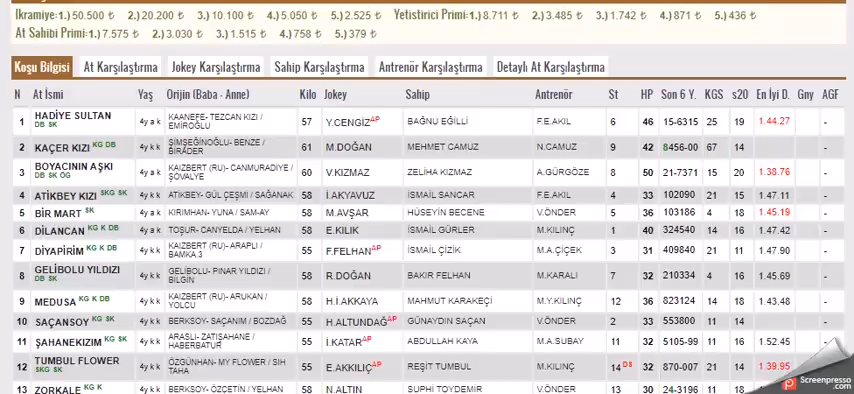 İkramiye: 1.) 50.500 ₺ 2.) 20.200 ₺ 3.) 10.100 ₺ 4.) 5.050 ₺ 5.) 2.525 ₺ Yetistirici Primi: 1.) 8.711 ₺ 2.) 3.485 ₺ 3.) 1.742 ₺ 4.) 871 ₺ 5.) 436 ₺
At Sahibi Primi: 1.) 7.575 ₺ 2.) 3.030 ₺ 3.) 1.515 ₺ 4.) 758 ₺ 5.) 379 ₺
Koşu Bilgisi At Karşılaştırma Jokey Karşılaştırma Sahip Karşılaştırma Antrenör Karşılaştırma Detaylı At Karşılaştırma
N At İsmi Yaş Orijin (Baba - Anne) Kilo Jokey Sahip Antrenör St HP Son 6 Y. KGS s20 En İyi D. Gny AGF
1 HADİYE SULTAN DB SK 4y a k KAANEFE- TEZCAN KIZI / EMİROĞLU 57 Y.CENGİZ AP BAĞNU EĞİLLİ F.E.AKIL 6 46 15-6315 25 19 1.44.27 -
2 KAÇER KIZI KG DB 4y k k ŞİMŞEĞİNOĞLU- BENZE / BİRADER 61 M.DOĞAN MEHMET CAMUZ N.CAMUZ 9 42 8456-00 67 14 -
3 BOYACININ AŞKI DB SK ÖG 4y a k KAIZBERT (RU)- CANMURADİYE / ŞÖVALYE 60 V.KIZMAZ ZELİHA KIZMAZ A.GÜRGÖZE 8 50 21-7371 15 20 1.38.76 -
4 ATİKBEY KIZI SKG SK 4y k k ATİKBEY- GÜL ÇEŞMİ / SAĞANAK 58 İ.AKYAVUZ İSMAİL SANCAR F.E.AKIL 4 33 102090 21 15 1.47.11 -
5 BİR MART SK 4y a k KIRIMHAN- YUNA / SAM-AY 58 M.AVŞAR HÜSEYİN BECENE V.ÖNDER 5 36 103186 4 18 1.45.19 -
6 DİLANCAN KG K DB 4y a k TOŞUR- CANYELDA / YELHAN 58 E.KILIK İSMAİL GÜRLER M.KILINÇ 1 40 324540 14 16 1.47.42 -
7 DİYAPİRİM KG K DB 4y k k KAIZBERT (RU)- ARAPLI / BAMKA.3 55 F.FELHAN AP İSMAİL ÇİZİK M.A.ÇİÇEK 3 31 409840 21 11 1.47.90 -
8 GELİBOLU YILDIZI DB SK 4y k k GELİBOLU- PINAR YILDIZI / BİLGİN 58 R.DOĞAN BAKIR FELHAN M.KARALI 7 32 210334 4 16 1.45.69 -
9 MEDUSA KG K DB 4y k k KAIZBERT (RU)- ARUKAN / YOLCU 58 H.İ.AKKAYA MAHMUT KARAKEÇİ M.Y.KILINÇ 12 36 823124 14 18 1.43.48 -
10 SAÇANSOY KG SK 4y k k BERKSOY- SAÇANIM / BOZDAĞ 55 H.ALTUNDAĞ AP GÜNAYDIN SAÇAN V.ÖNDER 2 33 553800 11 14 -
11 ŞAHANEKIZIM KG SK 4y k k ARASLI- ZATIŞAHANE / HABERBATUR 55 İ.KATAR AP ABDULLAH KAYA M.A.SUBAY 11 32 5105-99 11 16 1.52.45 -
12 TUMBUL FLOWER SKG SK 4y k k ÖZGÜNHAN- MY FLOWER / SIH TAHA 55 E.AKKILIÇ AP REŞİT TUMBUL 14 DS 32 870-007 21 14 1.39.95
13 ZORKALE KG K 4y k k BERKSOY- ÖZÇETİN / YELHAN 58 N.ALTIN SUPHİ TOYDEMİR V.ÖNDER 13 30 24-3196 11
Screenpresso
.com